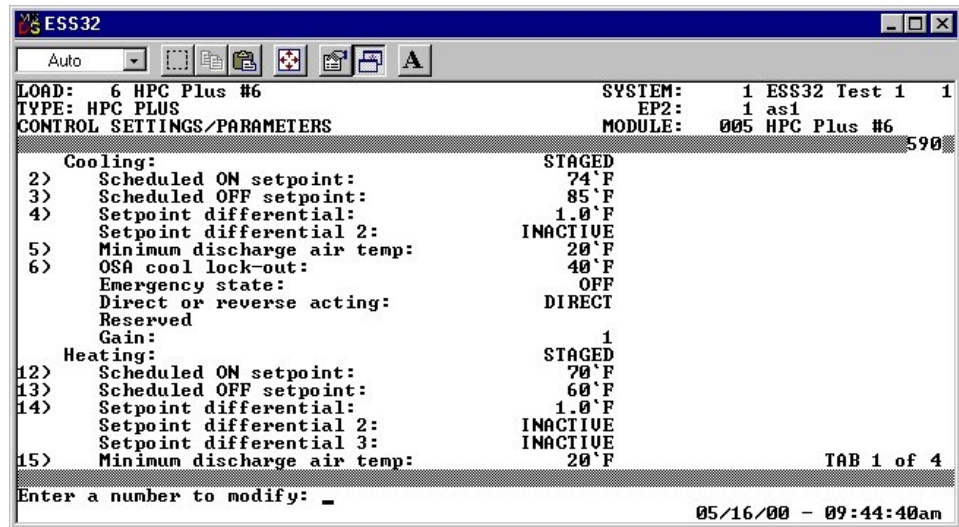 ESS32
Auto
A
LOAD: 6 HPC Plus #6 SYSTEM: 1 ESS32 Test 1 1
TYPE: HPC PLUS EP2: 1 as1
CONTROL SETTINGS/PARAMETERS MODULE: 005 HPC Plus #6
590
Cooling: STAGED
2) Scheduled ON setpoint: 74`F
3) Scheduled OFF setpoint: 85`F
4) Setpoint differential: 1.0`F
Setpoint differential 2: INACTIVE
5) Minimum discharge air temp: 20`F
6) OSA cool lock-out: 40`F
Emergency state: OFF
Direct or reverse acting: DIRECT
Reserved
Gain: 1
Heating: STAGED
12) Scheduled ON setpoint: 70`F
13) Scheduled OFF setpoint: 60`F
14) Setpoint differential: 1.0`F
Setpoint differential 2: INACTIVE
Setpoint differential 3: INACTIVE
15) Minimum discharge air temp: 20`F TAB 1 of 4
Enter a number to modify: _
05/16/00 - 09:44:40am